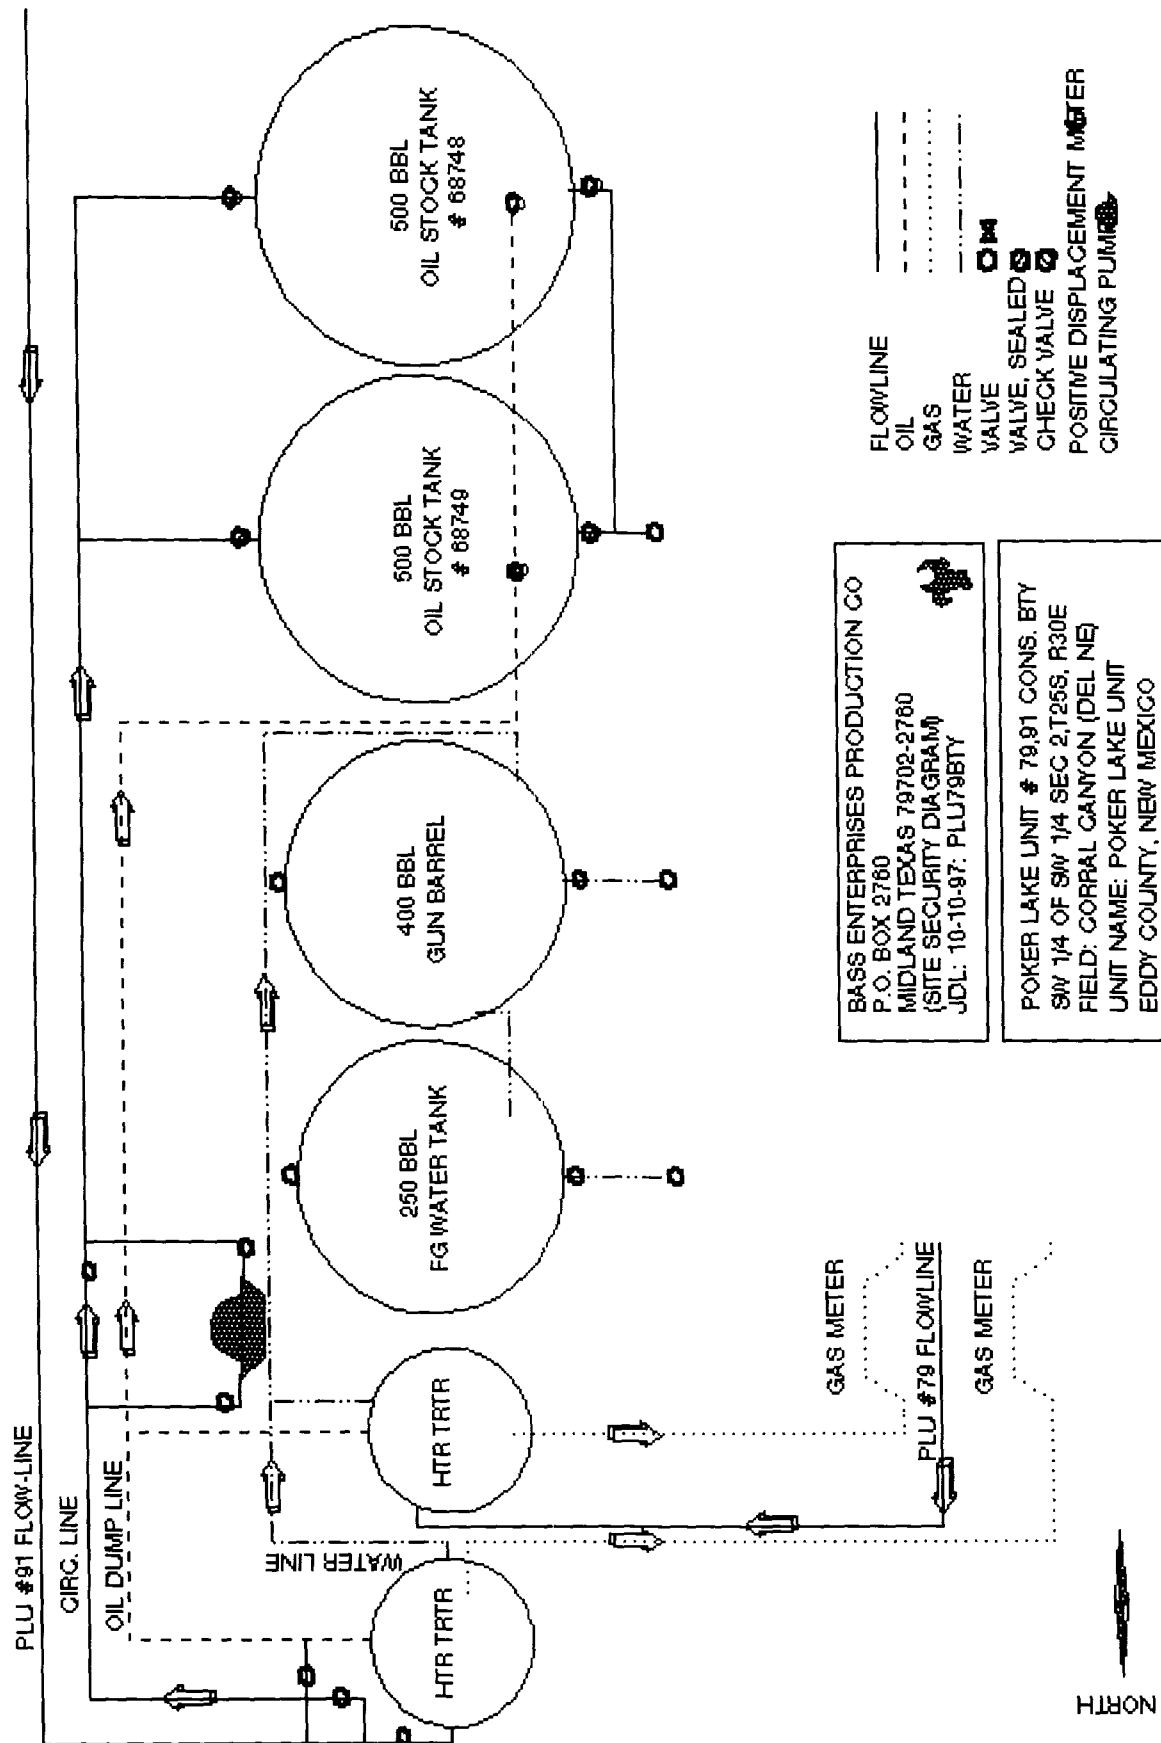 PLU #91 FLOW-LINE
CIRC. LINE
OIL DUMP LINE
WATER LINE
HTR TRTR
HTR TRTR
250 BBL
FG WATER TANK
400 BBL
GUN BARREL
500 BBL
OIL STOCK TANK
# 68749
500 BBL
OIL STOCK TANK
# 68748
GAS METER
PLU #79 FLOWLINE
GAS METER
NORTH
BASS ENTERPRISES PRODUCTION CO
P.O. BOX 2760
MIDLAND TEXAS 79702-2760
(SITE SECURITY DIAGRAM)
JDL: 10-10-97: PLU79BTY
POKER LAKE UNIT # 79,91 CONS. BTY
SW 1/4 OF SW 1/4 SEC 2,T25S, R30E
FIELD: CORRAL CANYON (DEL NE)
UNIT NAME: POKER LAKE UNIT
EDDY COUNTY, NEW MEXICO
FLOWLINE
OIL
GAS
WATER
VALVE
VALVE, SEALED
CHECK VALVE
POSITIVE DISPLACEMENT METER
CIRCULATING PUMP